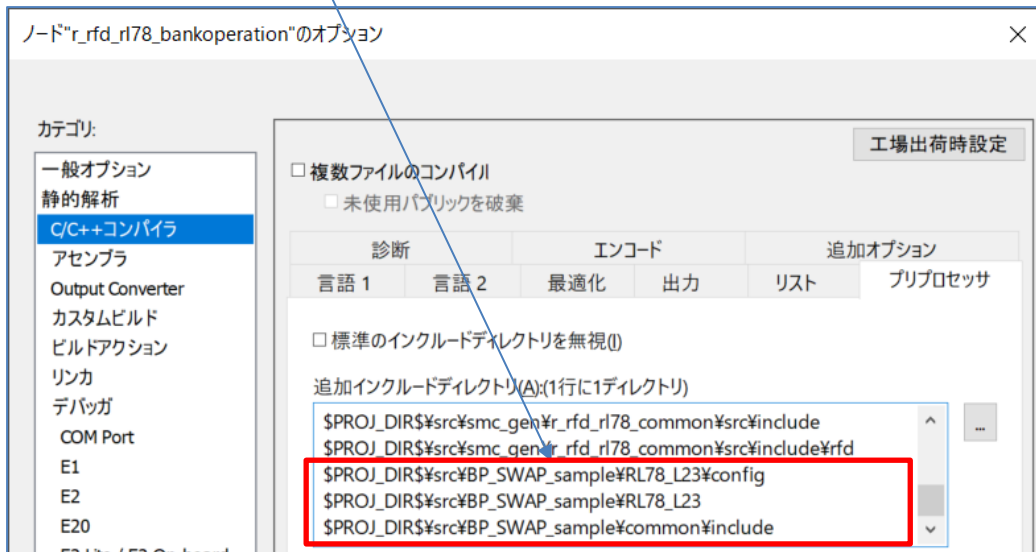 ノード"r_rfd_rl78_bankoperation"のオプション
カテゴリ:
一般オプション
静的解析
C/C++コンパイラ
アセンブラ
Output Converter
カスタムビルド
ビルドアクション
リンカ
デバッガ
COM Port
E1
E2
E20
工場出荷時設定
複数ファイルのコンパイル
未使用パブリックを破棄
診断 エンコード 追加オプション
言語 1 言語 2 最適化 出力 リスト プリプロセッサ
標準のインクルードディレクトリを無視(I)
追加インクルードディレクトリ(A):(1行に1ディレクトリ)
$PROJ_DIR$¥src¥smc_gen¥r_rfd_rl78_common¥src¥include
$PROJ_DIR$¥src¥smc_gen¥r_rfd_rl78_common¥src¥include¥rfd
$PROJ_DIR$¥src¥BP_SWAP_sample¥RL78_L23¥config
$PROJ_DIR$¥src¥BP_SWAP_sample¥RL78_L23
$PROJ_DIR$¥src¥BP_SWAP_sample¥common¥include
...